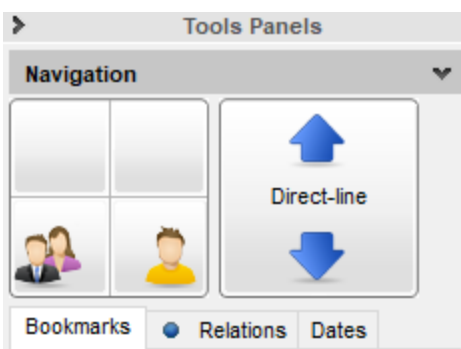 Tools Panels
Navigation
Direct-line
Bookmarks Relations Dates